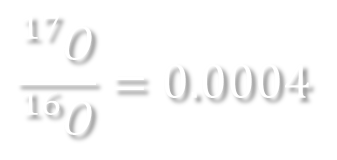 ¹⁷O
¹⁶O = 0.0004